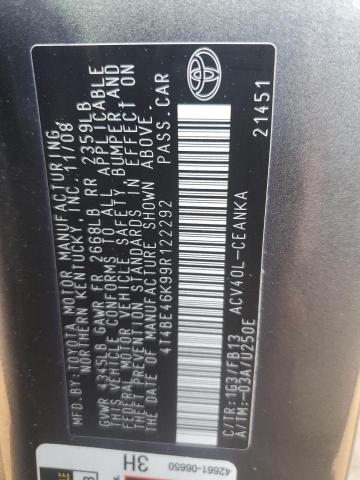 MFD. BY:
TOYOTA MOTOR MANUFACTURING,
NORTHERN KENTUCKY, INC. 11/08
GVWR 4345LB GAWR FR 2668LB RR 2359LB
THIS VEHICLE CONFORMS TO ALL APPLICABLE
FEDERAL MOTOR VEHICLE SAFETY, BUMPER, AND
THEFT PREVENTION STANDARDS IN EFFECT ON
THE DATE OF MANUFACTURE SHOWN ABOVE.
4T4BE46K99R122292 PASS.CAR
TOYOTA
C/TR:1G3/FB13 ACV40L-CEANKA
A/TM:-03A/U250E 21451
3H
42661-06650